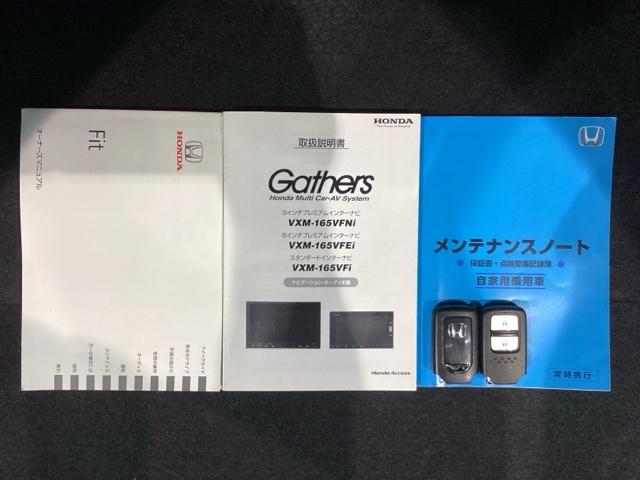 HONDA
Fit
オーナーズマニュアル
HONDA
The Power of Dreams
取扱説明書
Gathers
Honda Multi Car-AV System
9インチプレミアムインターナビ
VXM-165VFNi
8インチプレミアムインターナビ
VXM-165VFEi
スタンダードインターナビ
VXM-165VFi
ナビゲーション・オーディオ編
Honda Access
メンテナンスノート
保証書・点検整備記録簿
自家用乗用車
常時携行